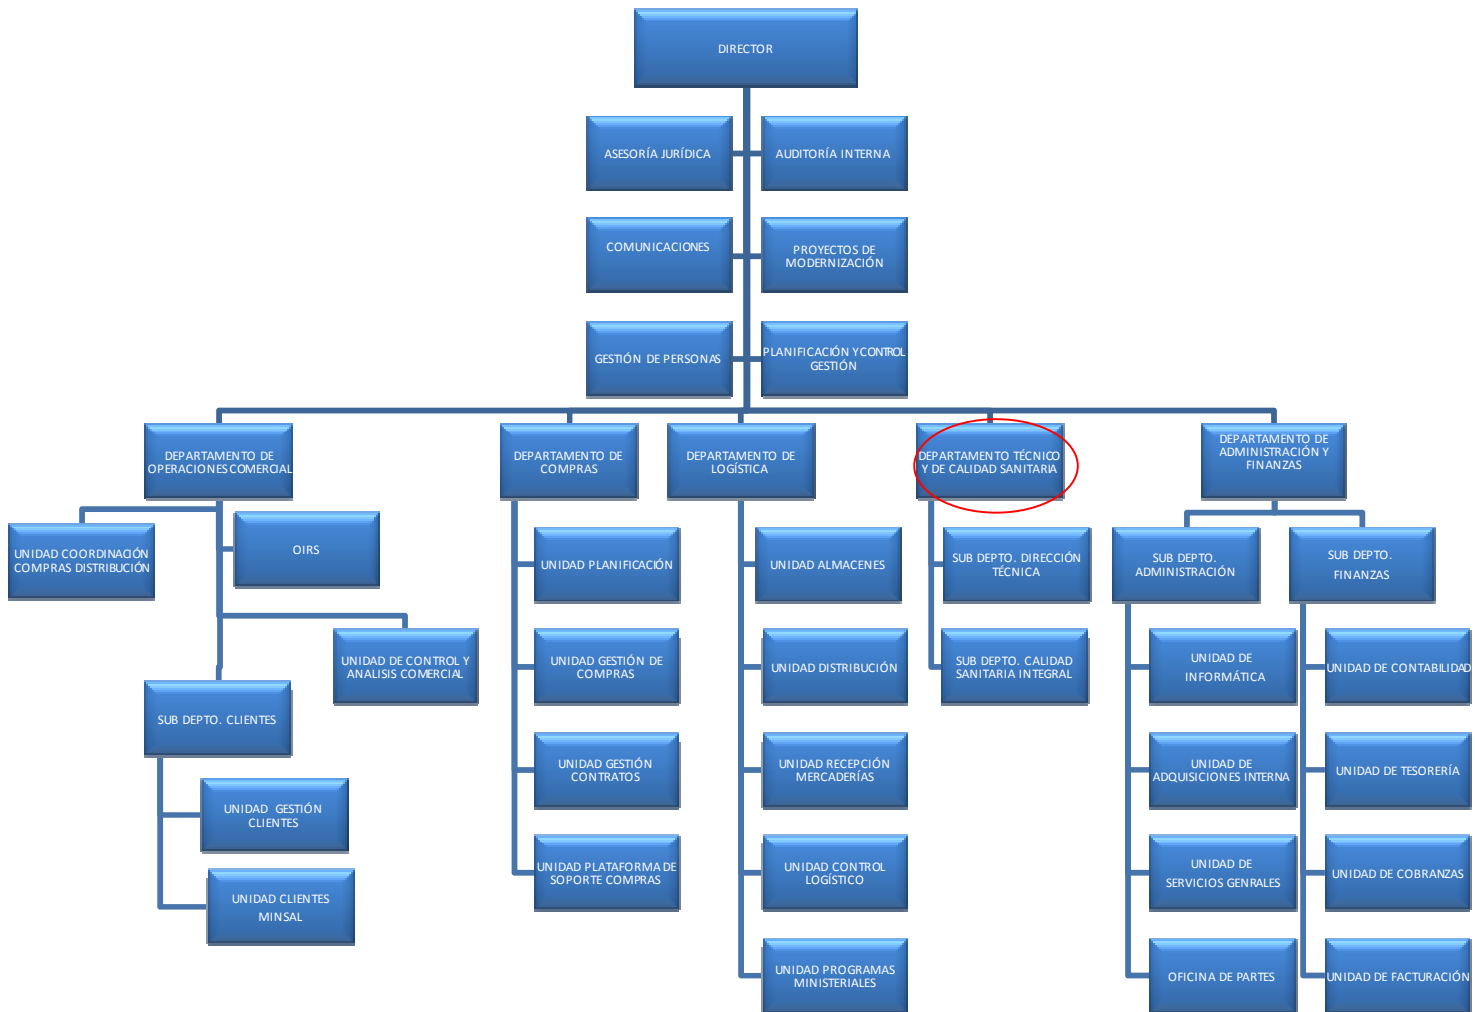 DIRECTOR
ASESORÍA JURÍDICA
AUDITORÍA INTERNA
COMUNICACIONES
PROYECTOS DE
MODERNIZACIÓN
GESTIÓN DE PERSONAS
PLANIFICACIÓN Y CONTROL
GESTIÓN
DEPARTAMENTO DE
OPERACIONES COMERCIAL
DEPARTAMENTO DE
COMPRAS
DEPARTAMENTO DE
LOGÍSTICA
DEPARTAMENTO TÉCNICO
Y DE CALIDAD SANITARIA
DEPARTAMENTO DE
ADMINISTRACIÓN Y
FINANZAS
UNIDAD COORDINACIÓN
COMPRAS DISTRIBUCIÓN
OIRS
UNIDAD DE CONTROL Y
ANALISIS COMERCIAL
SUB DEPTO. CLIENTES
UNIDAD GESTIÓN
CLIENTES
UNIDAD CLIENTES
MINSAL
UNIDAD PLANIFICACIÓN
UNIDAD GESTIÓN DE
COMPRAS
UNIDAD GESTIÓN
CONTRATOS
UNIDAD PLATAFORMA DE
SOPORTE COMPRAS
UNIDAD ALMACENES
UNIDAD DISTRIBUCIÓN
UNIDAD RECEPCIÓN
MERCADERÍAS
UNIDAD CONTROL
LOGÍSTICO
UNIDAD PROGRAMAS
MINISTERIALES
SUB DEPTO. DIRECCIÓN
TÉCNICA
SUB DEPTO. CALIDAD
SANITARIA INTEGRAL
SUB DEPTO.
ADMINISTRACIÓN
UNIDAD DE
INFORMÁTICA
UNIDAD DE
ADQUISICIONES INTERNA
UNIDAD DE
SERVICIOS GENRALES
OFICINA DE PARTES
SUB DEPTO.
FINANZAS
UNIDAD DE CONTABILIDAD
UNIDAD DE TESORERÍA
UNIDAD DE COBRANZAS
UNIDAD DE FACTURACIÓN